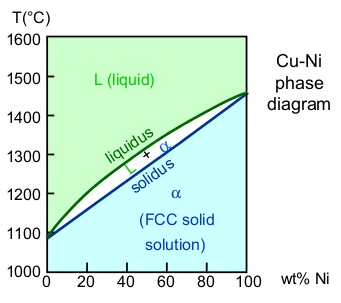 T(°C)
1600
1500
1400
1300
1200
1100
1000
L (liquid)
liquidus
L + α
solidus
α
(FCC solid
solution)
0 20 40 60 80 100
wt% Ni
Cu-Ni
phase
diagram